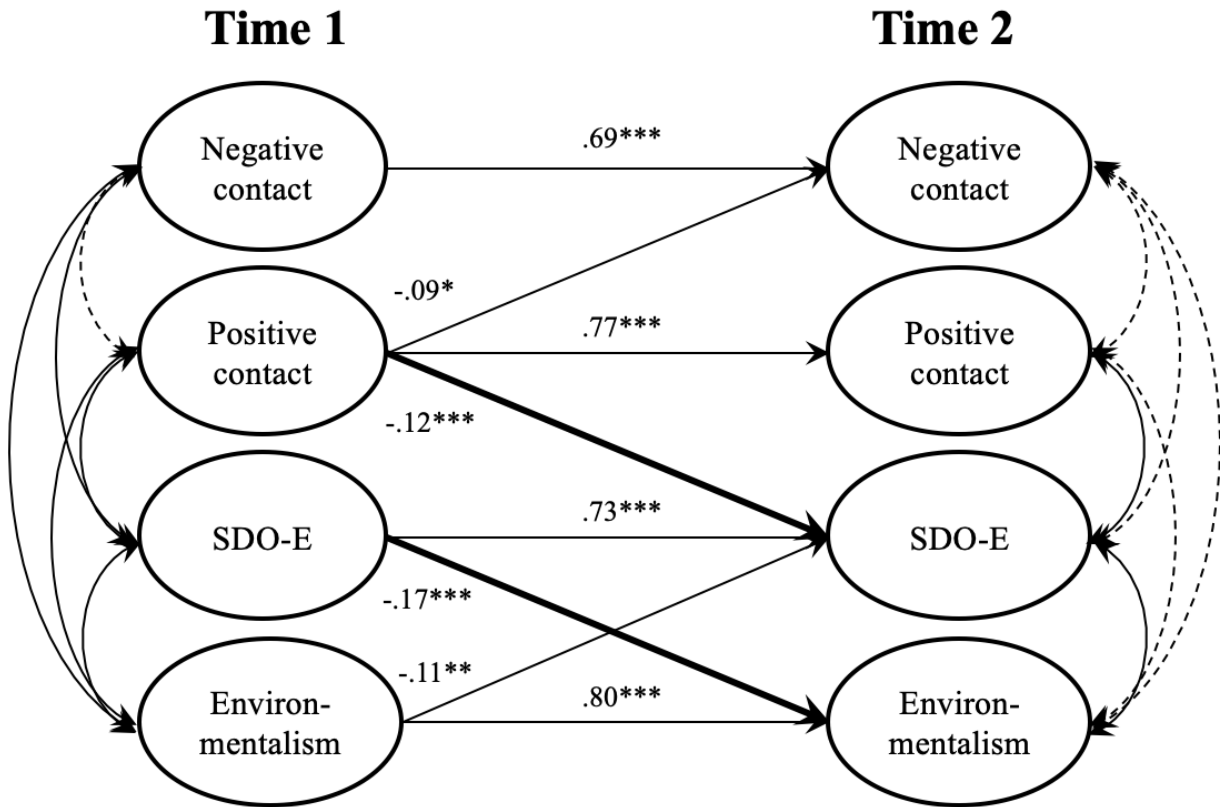 Time 1
Time 2
Negative
contact
.69***
Negative
contact
-.09*
Positive
contact
.77***
Positive
contact
-.12***
SDO-E
.73***
SDO-E
-.17***
-.11**
Environ-
mentalism
.80***
Environ-
mentalism